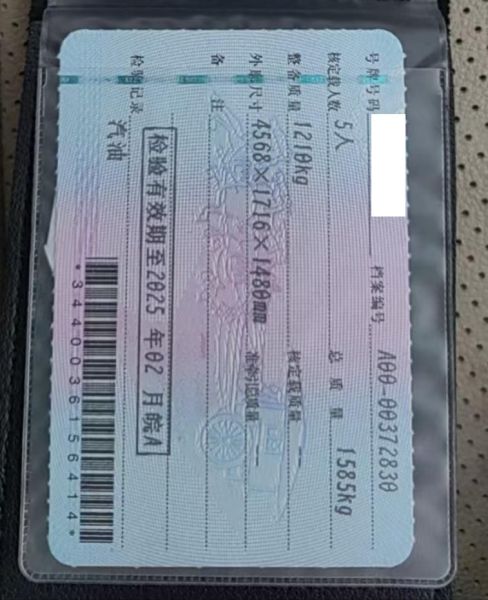 号牌号码 档案编号 A00-00372830
核定载人数 5人 总质量 1585kg
整备质量 1210kg 核定载质量
外廓尺寸 4568×1716×1480mm 准牵引总质量
备注
检验有效期至2025 年02 月皖A
检验记录
汽油
*3440036156414*